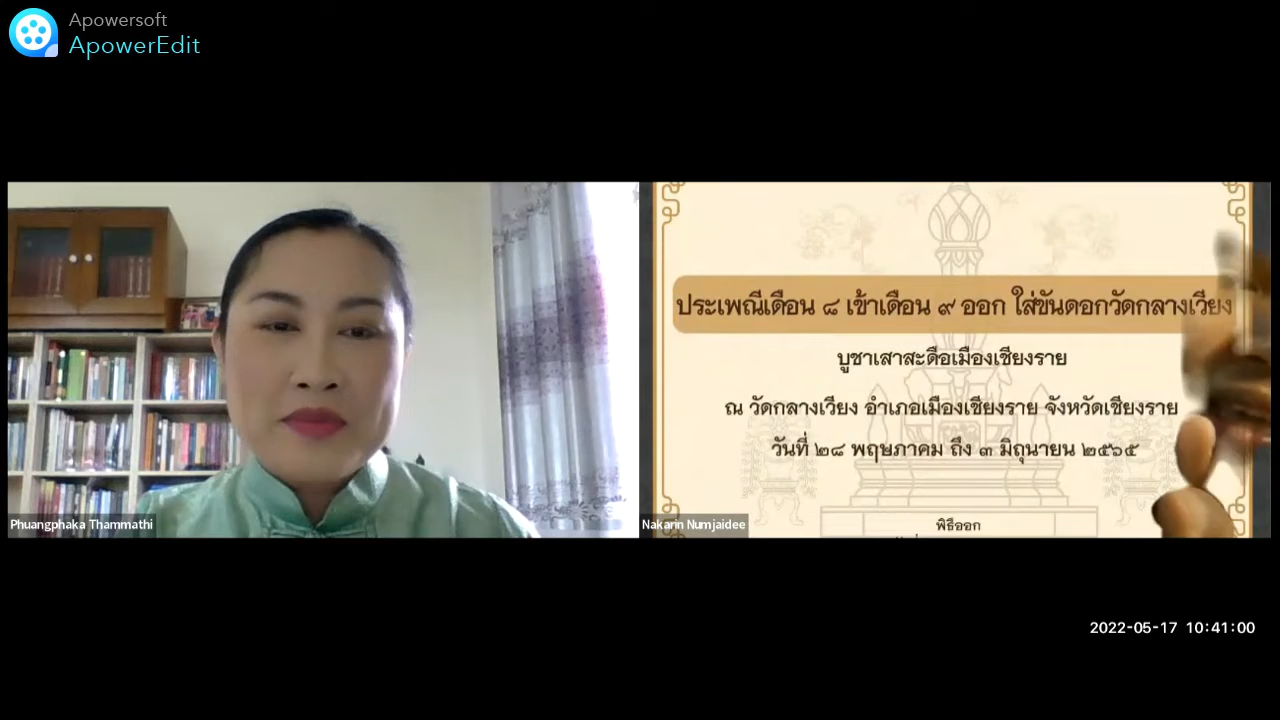 Apowersoft
ApowerEdit
ประเพณีเดือน ๘ เข้าเดือน ๙ ออก ใส่ขันดอกวัดกลางเวียง
บูชาเสาสะดือเมืองเชียงราย
ณ วัดกลางเวียง อำเภอเมืองเชียงราย จังหวัดเชียงราย
วันที่ ๒๘ พฤษภาคม ถึง ๓ มิถุนายน ๒๕๖๕
พิธีออก
Phuangphaka Thammathi
Nakarin Numjaidee
2022-05-17 10:41:00